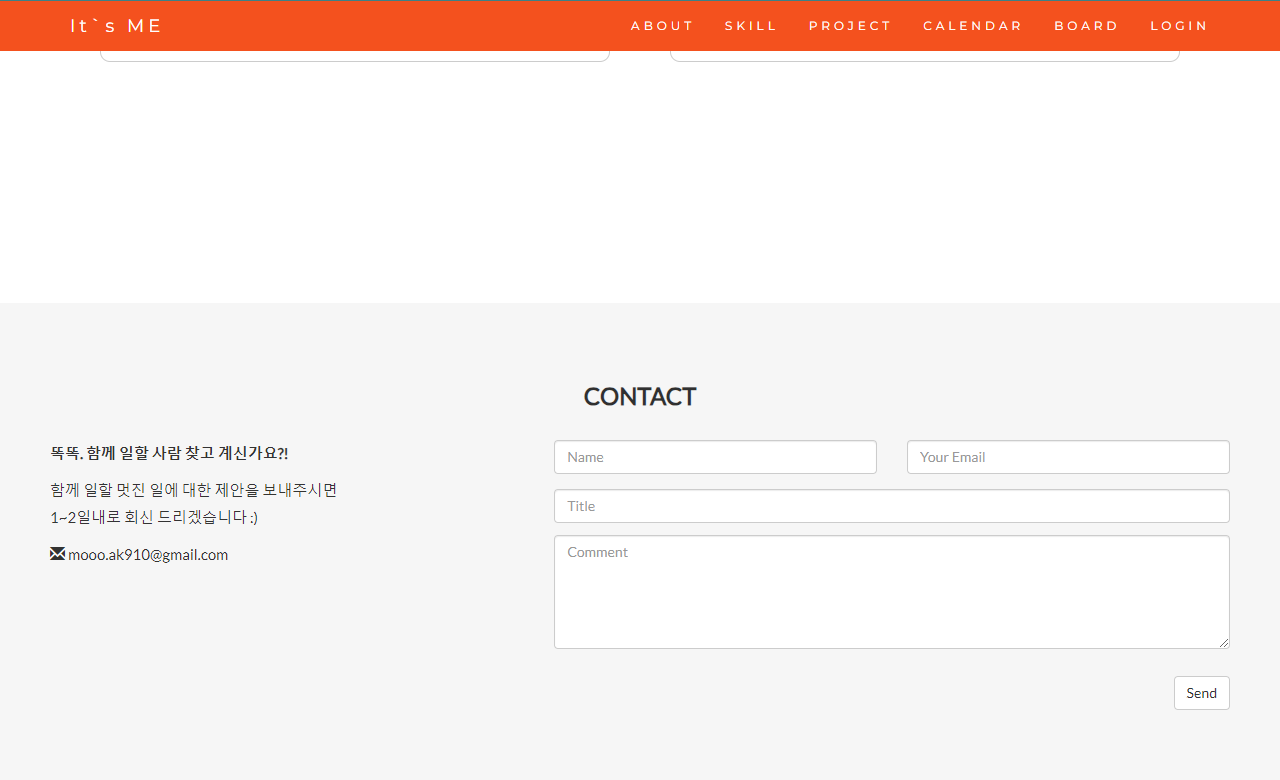 It`s ME
ABOUT SKILL PROJECT CALENDAR BOARD LOGIN
CONTACT
똑똑. 함께 일할 사람 찾고 계신가요?!
함께 일할 멋진 일에 대한 제안을 보내주시면
1~2일내로 회신 드리겠습니다 :)
mooo.ak910@gmail.com
Name
Your Email
Title
Comment
Send